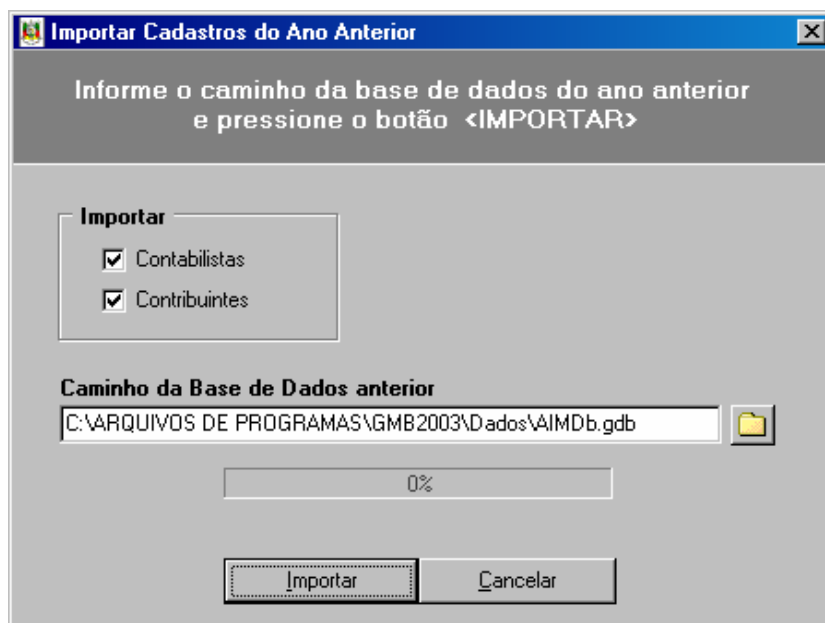 Importar Cadastros do Ano Anterior
Informe o caminho da base de dados do ano anterior
e pressione o botão <IMPORTAR>
Importar
Contabilistas
Contribuintes
Caminho da Base de Dados anterior
C:\ARQUIVOS DE PROGRAMAS\GMB2003\Dados\AIMDb.gdb
0%
Importar Cancelar